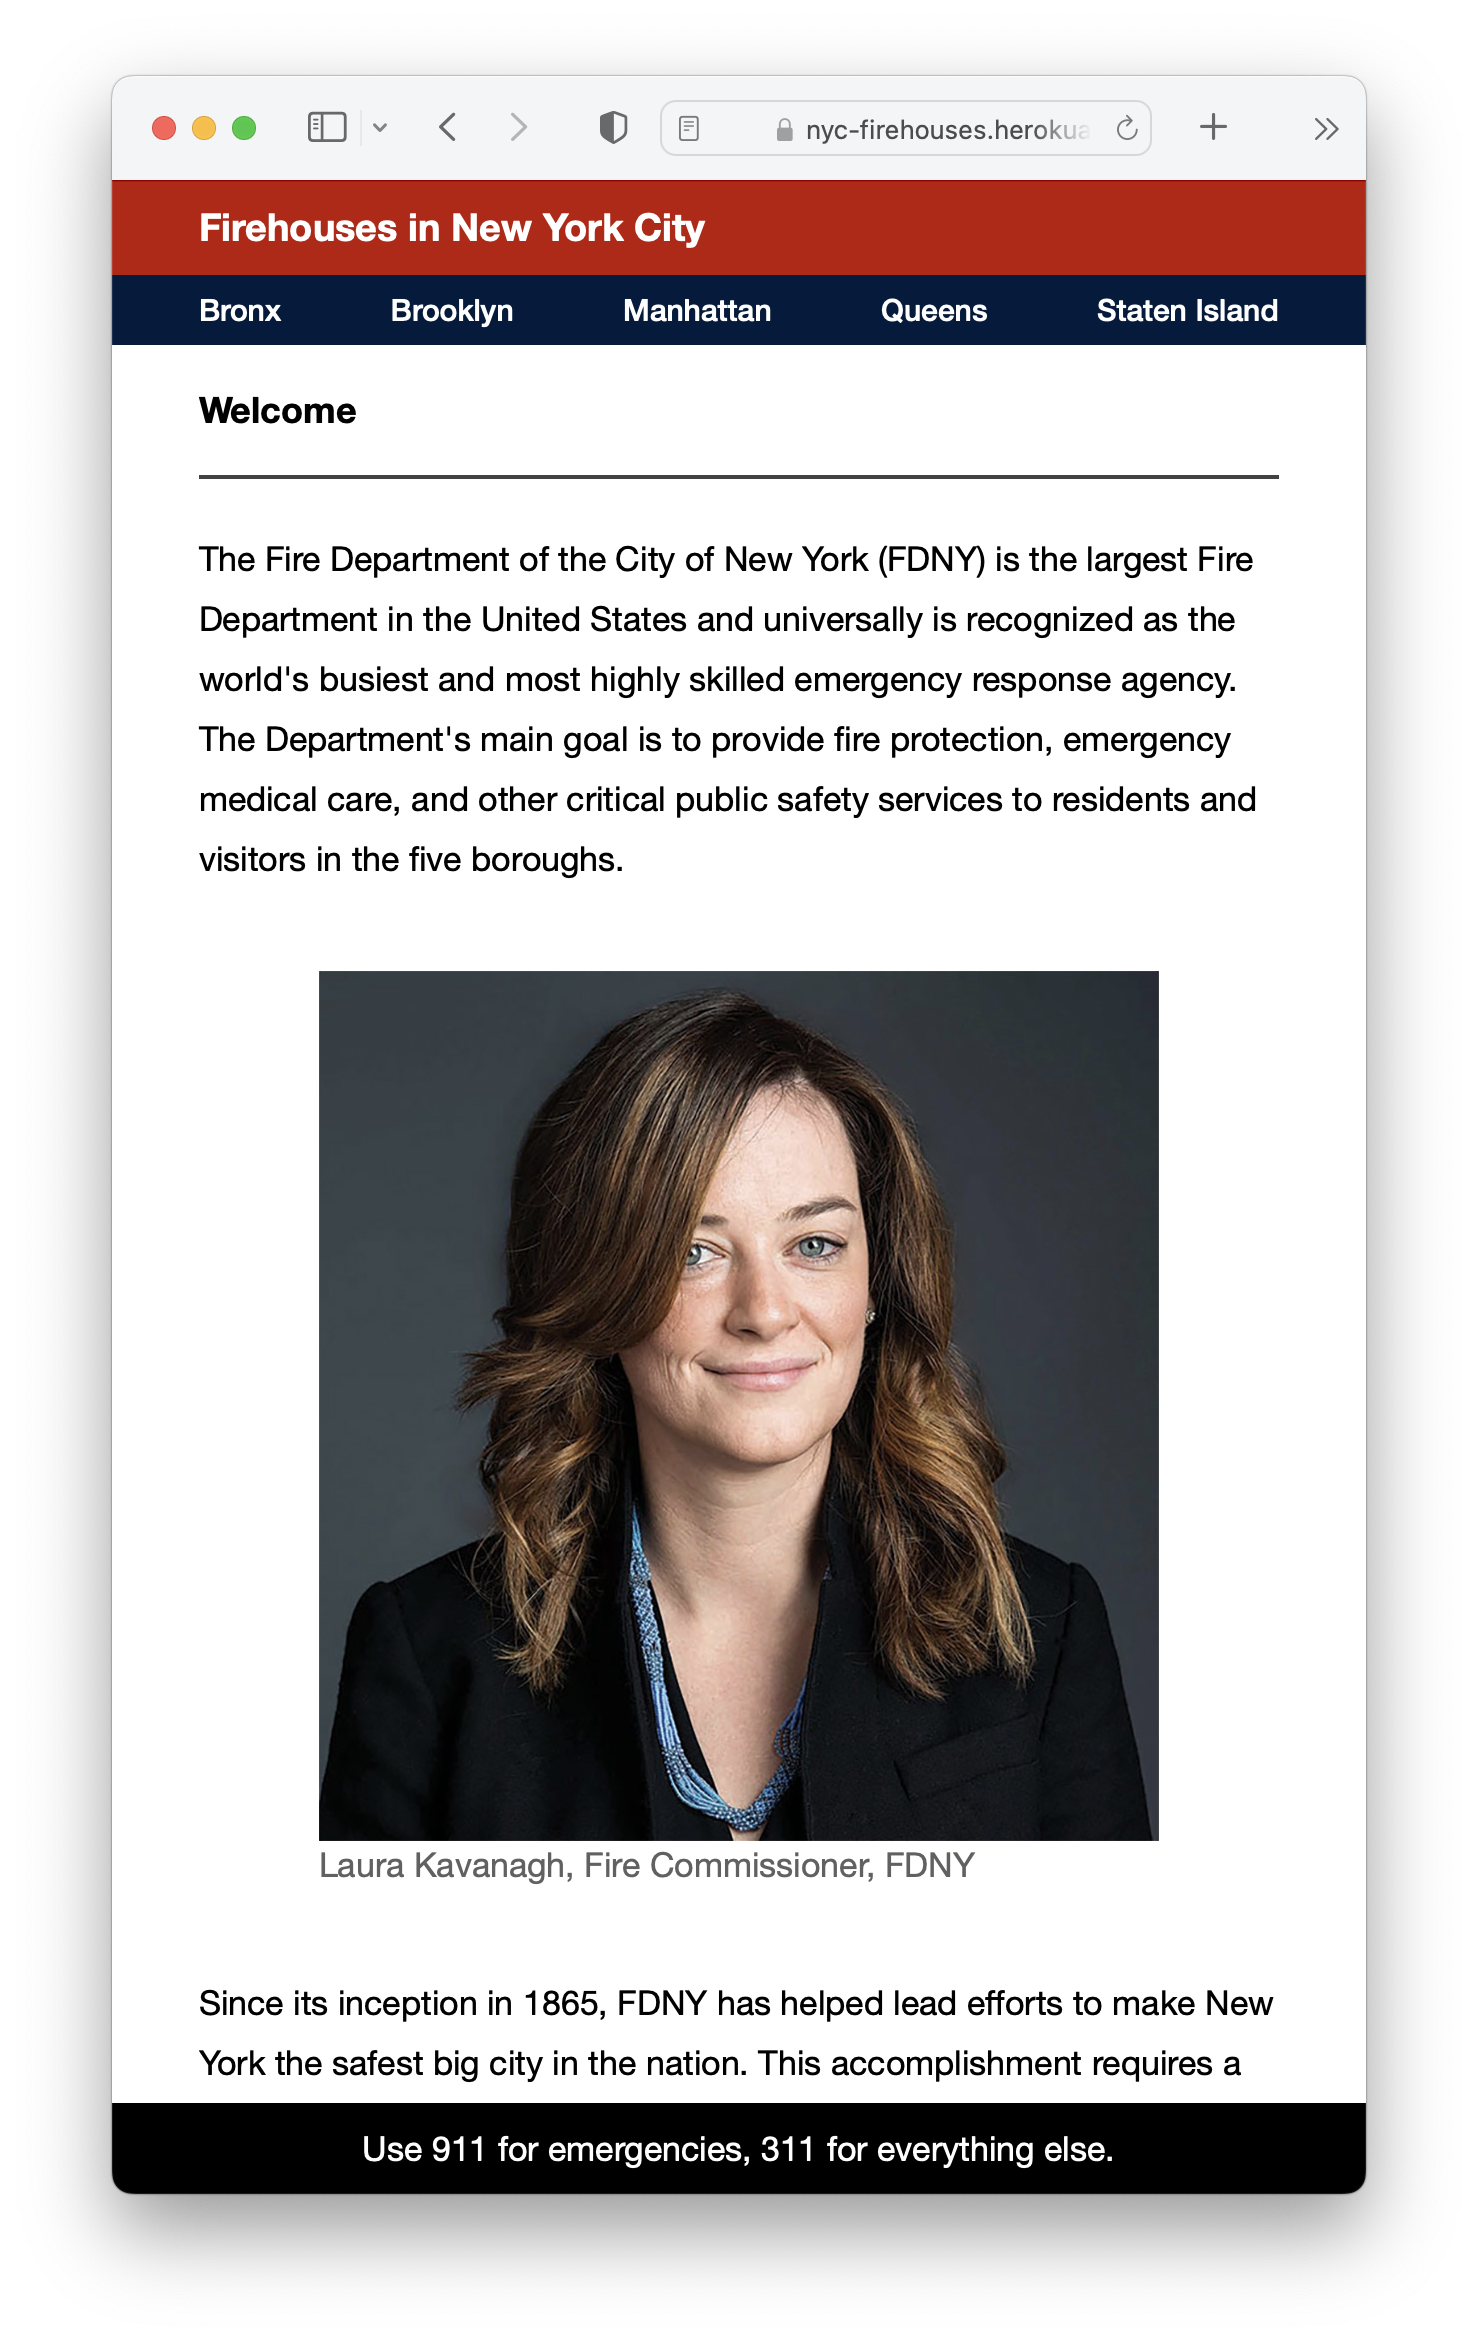 nyc-firehouses.herokua
Firehouses in New York City
Bronx Brooklyn Manhattan Queens Staten Island
Welcome
The Fire Department of the City of New York (FDNY) is the largest Fire
Department in the United States and universally is recognized as the
world's busiest and most highly skilled emergency response agency.
The Department's main goal is to provide fire protection, emergency
medical care, and other critical public safety services to residents and
visitors in the five boroughs.
Laura Kavanagh, Fire Commissioner, FDNY
Since its inception in 1865, FDNY has helped lead efforts to make New
York the safest big city in the nation. This accomplishment requires a
Use 911 for emergencies, 311 for everything else.